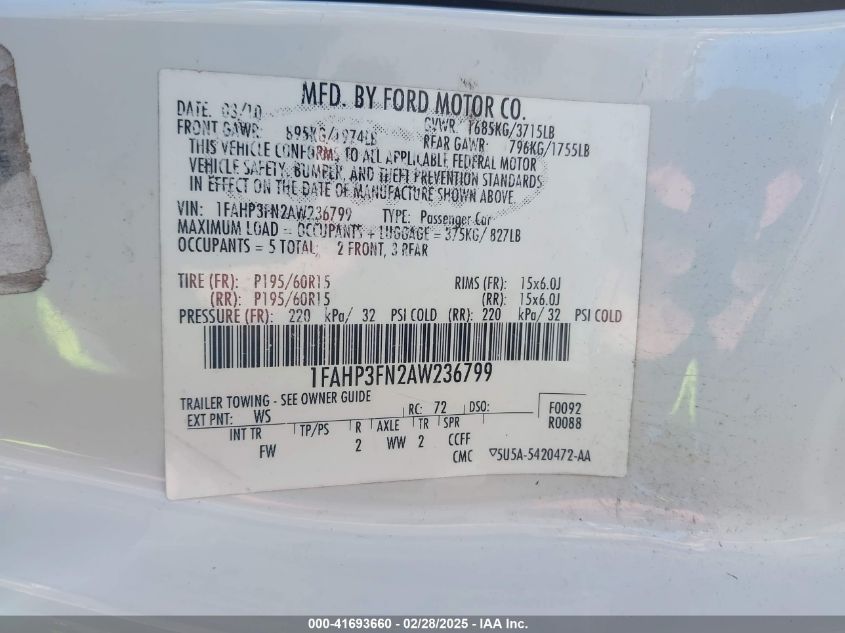 MFD. BY FORD MOTOR CO.
DATE: 03/10 GVWR: 1685KG/3715LB
FRONT GAWR: 895KG/1974LB REAR GAWR: 796KG/1755LB
THIS VEHICLE CONFORMS TO ALL APPLICABLE FEDERAL MOTOR
VEHICLE SAFETY, BUMPER, AND THEFT PREVENTION STANDARDS
IN EFFECT ON THE DATE OF MANUFACTURE SHOWN ABOVE.
VIN: 1FAHP3FN2AW236799 TYPE: Passenger Car
MAXIMUM LOAD = OCCUPANTS + LUGGAGE = 375KG/ 827LB
OCCUPANTS = 5 TOTAL; 2 FRONT, 3 REAR
TIRE (FR): P195/60R15 RIMS (FR): 15x6.0J
(RR): P195/60R15 (RR): 15x6.0J
PRESSURE (FR): 220 kPa/ 32 PSI COLD (RR): 220 kPa/ 32 PSI COLD
1FAHP3FN2AW236799
TRAILER TOWING - SEE OWNER GUIDE
EXT PNT: WS RC: 72 DSO: F0092
INT TR TP/PS R AXLE TR SPR R0088
FW 2 WW 2 CCFF
CMC ▽5U5A-5420472-AA
000-41693660 - 02/28/2025 - IAA Inc.